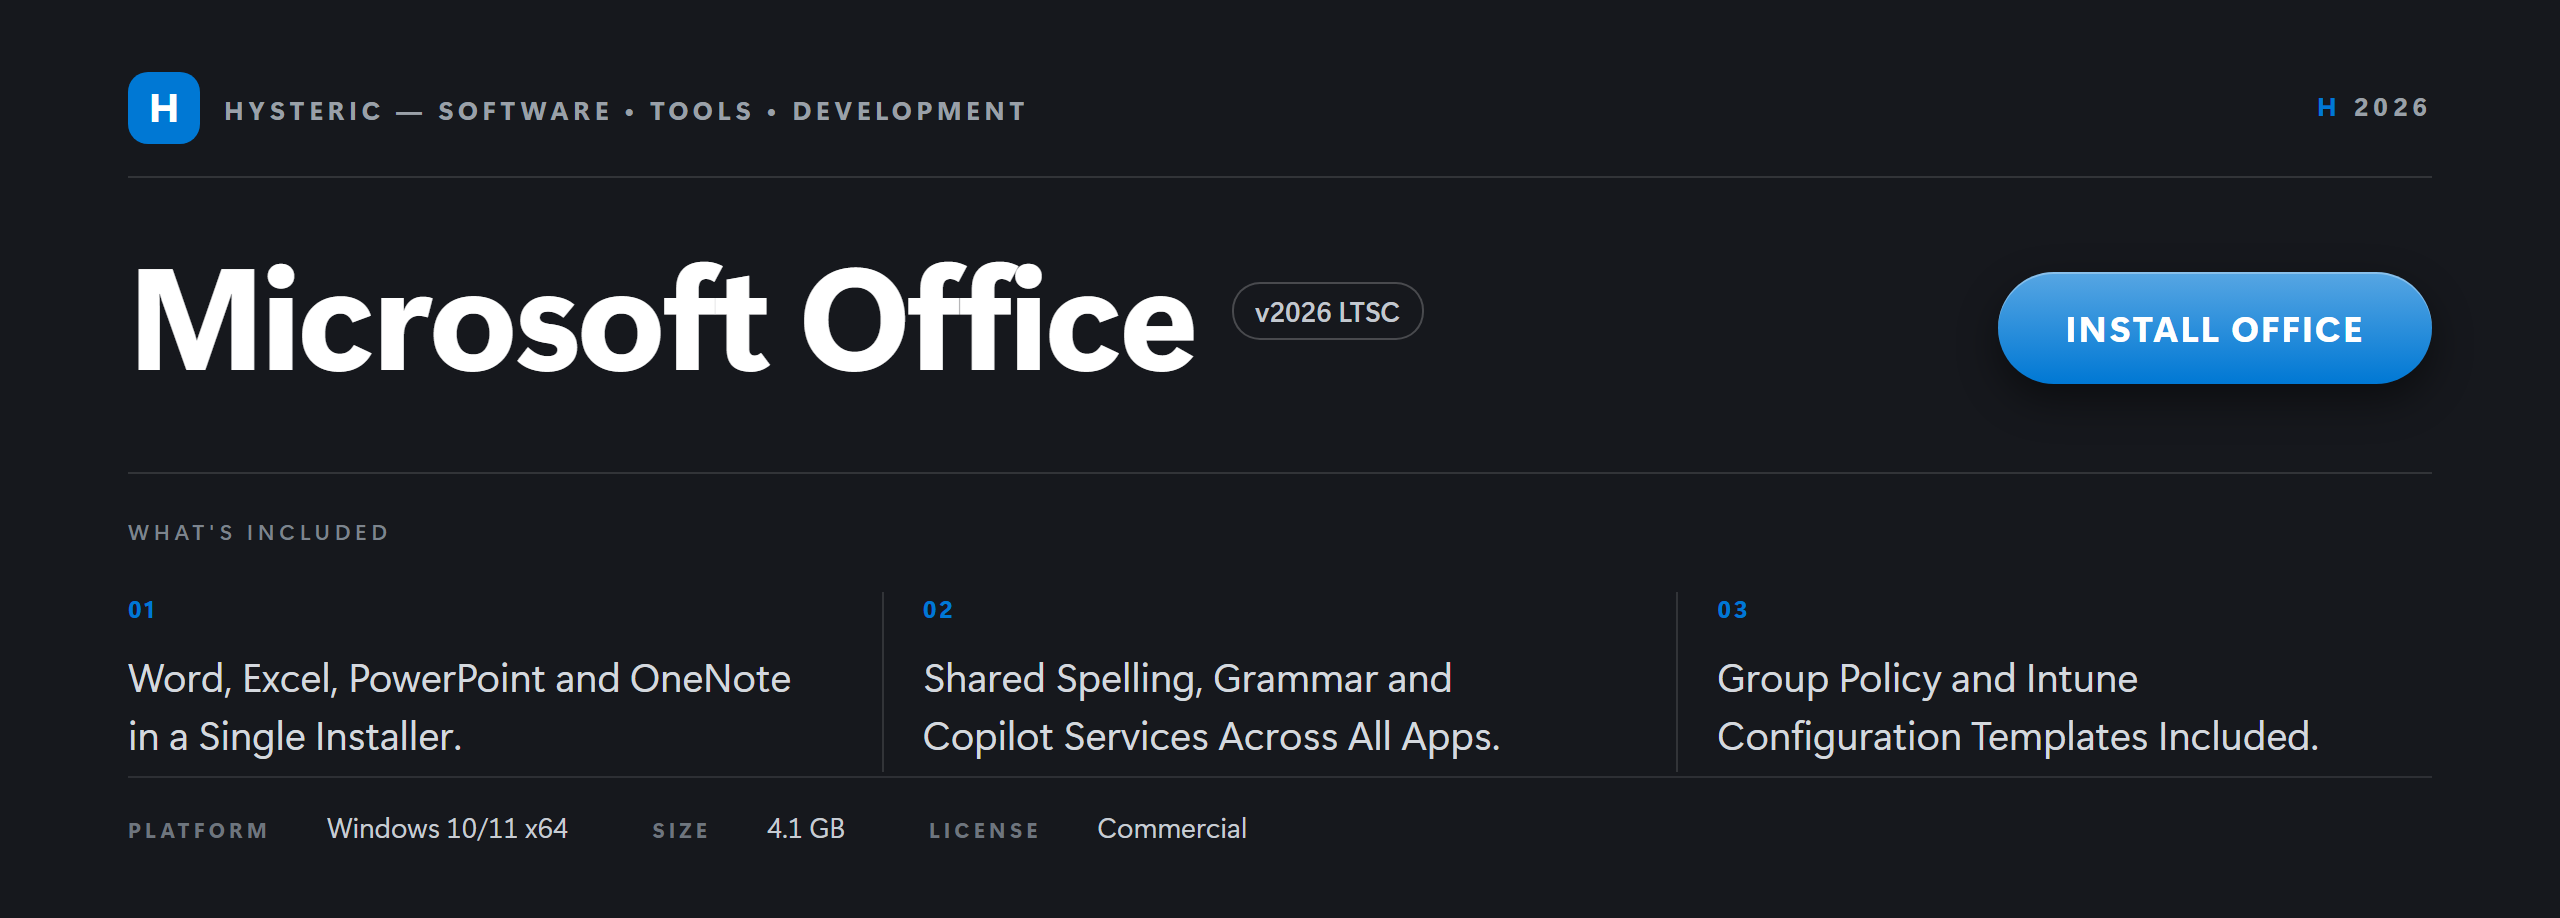 H
HYSTERIC — SOFTWARE • TOOLS • DEVELOPMENT
H 2026
Microsoft Office
v2026 LTSC
INSTALL OFFICE
WHAT'S INCLUDED
01
Word, Excel, PowerPoint and OneNote
in a Single Installer.
02
Shared Spelling, Grammar and
Copilot Services Across All Apps.
03
Group Policy and Intune
Configuration Templates Included.
PLATFORM Windows 10/11 x64 SIZE 4.1 GB LICENSE Commercial